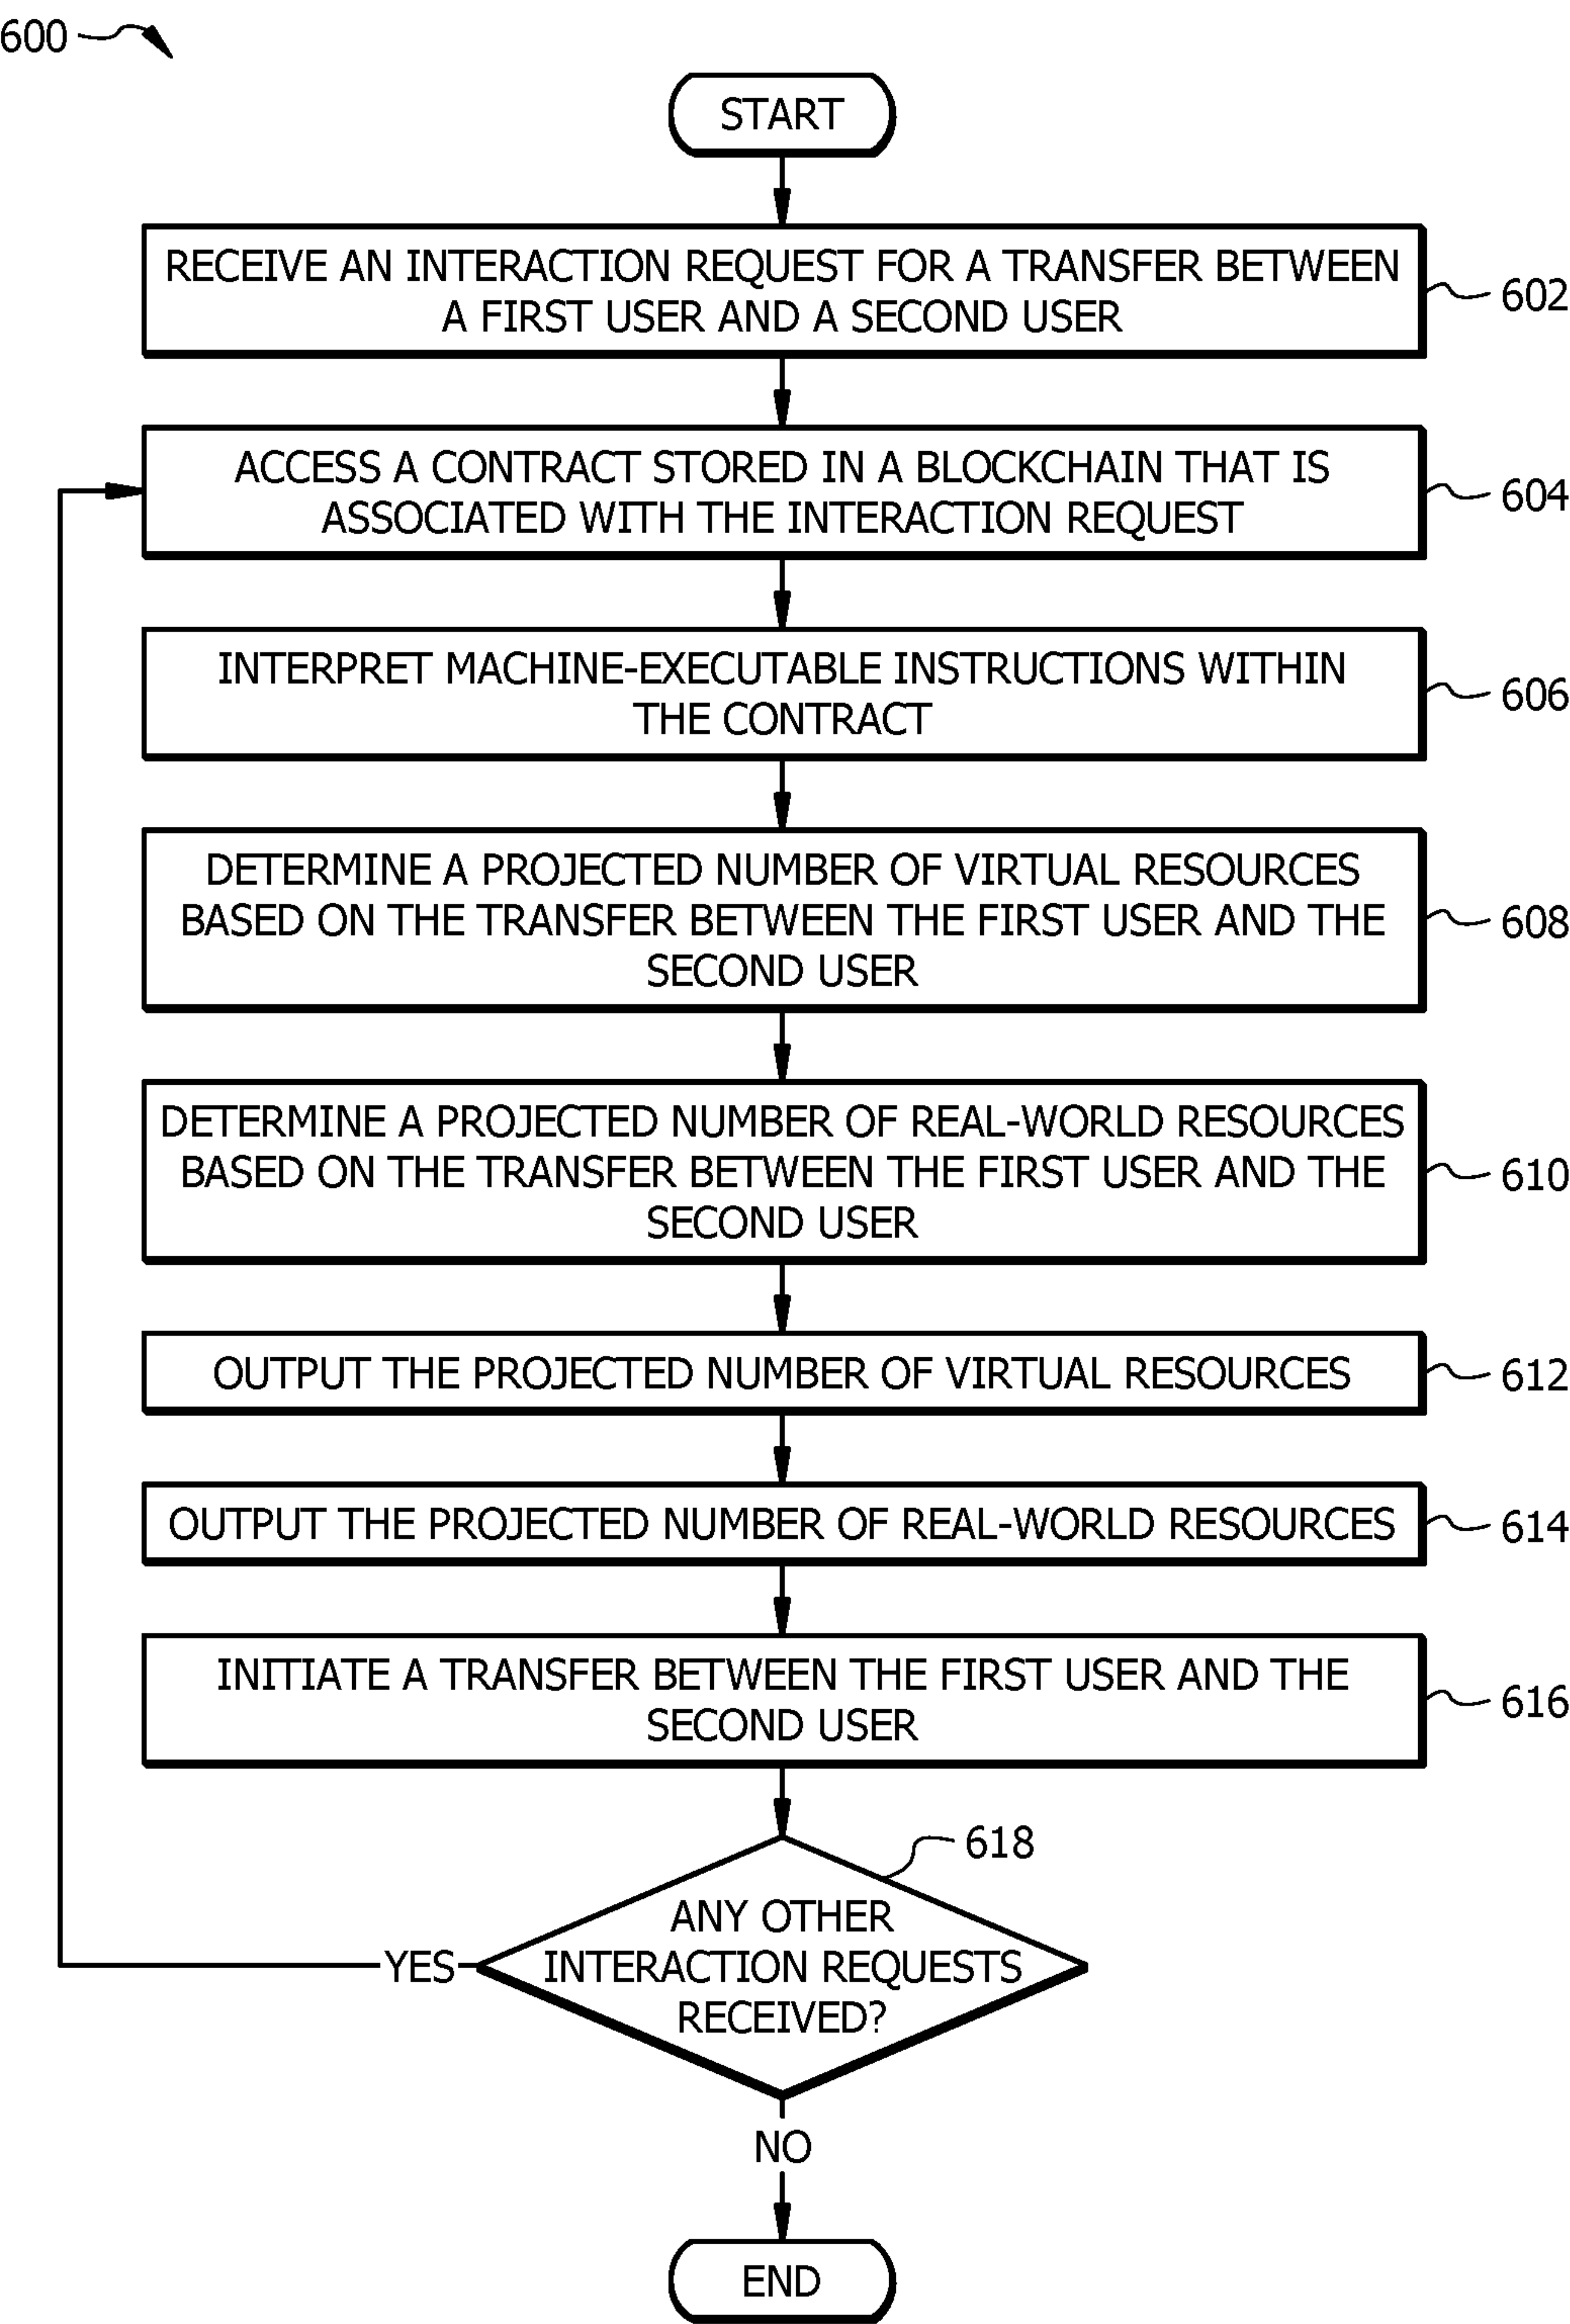 600
START
RECEIVE AN INTERACTION REQUEST FOR A TRANSFER BETWEEN
A FIRST USER AND A SECOND USER
602
ACCESS A CONTRACT STORED IN A BLOCKCHAIN THAT IS
ASSOCIATED WITH THE INTERACTION REQUEST
604
INTERPRET MACHINE-EXECUTABLE INSTRUCTIONS WITHIN
THE CONTRACT
606
DETERMINE A PROJECTED NUMBER OF VIRTUAL RESOURCES
BASED ON THE TRANSFER BETWEEN THE FIRST USER AND THE
SECOND USER
608
DETERMINE A PROJECTED NUMBER OF REAL-WORLD RESOURCES
BASED ON THE TRANSFER BETWEEN THE FIRST USER AND THE
SECOND USER
610
OUTPUT THE PROJECTED NUMBER OF VIRTUAL RESOURCES
612
OUTPUT THE PROJECTED NUMBER OF REAL-WORLD RESOURCES
614
INITIATE A TRANSFER BETWEEN THE FIRST USER AND THE
SECOND USER
616
618
ANY OTHER
INTERACTION REQUESTS
RECEIVED?
YES
NO
END